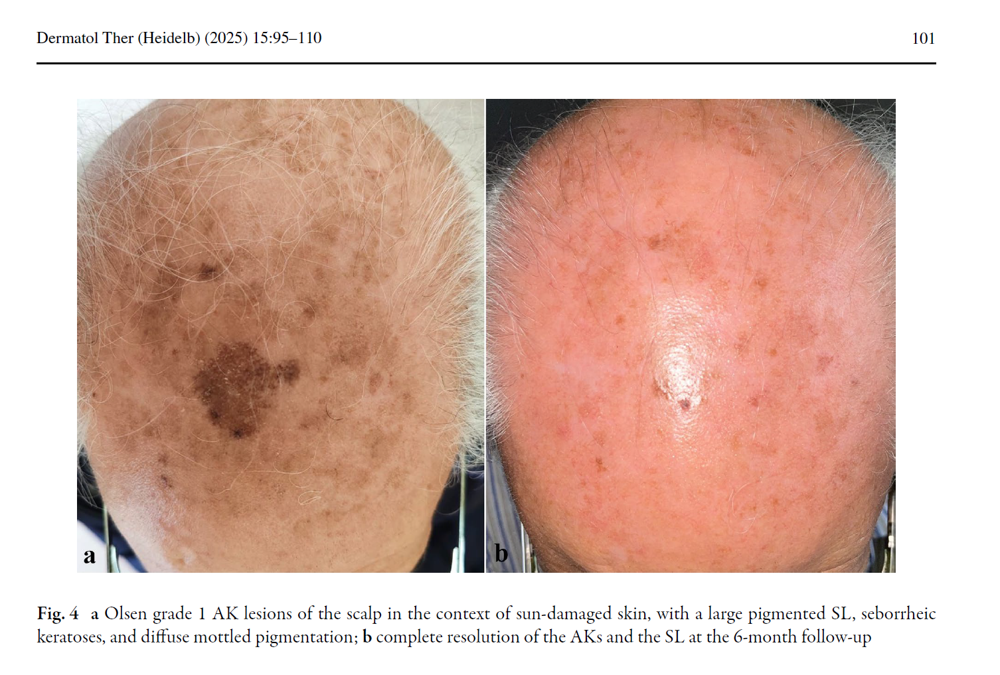 Dermatol Ther (Heidelb) (2025) 15:95–110
101
a
b
Fig. 4 a Olsen grade 1 AK lesions of the scalp in the context of sun-damaged skin, with a large pigmented SL, seborrheic
keratoses, and diffuse mottled pigmentation; b complete resolution of the AKs and the SL at the 6-month follow-up